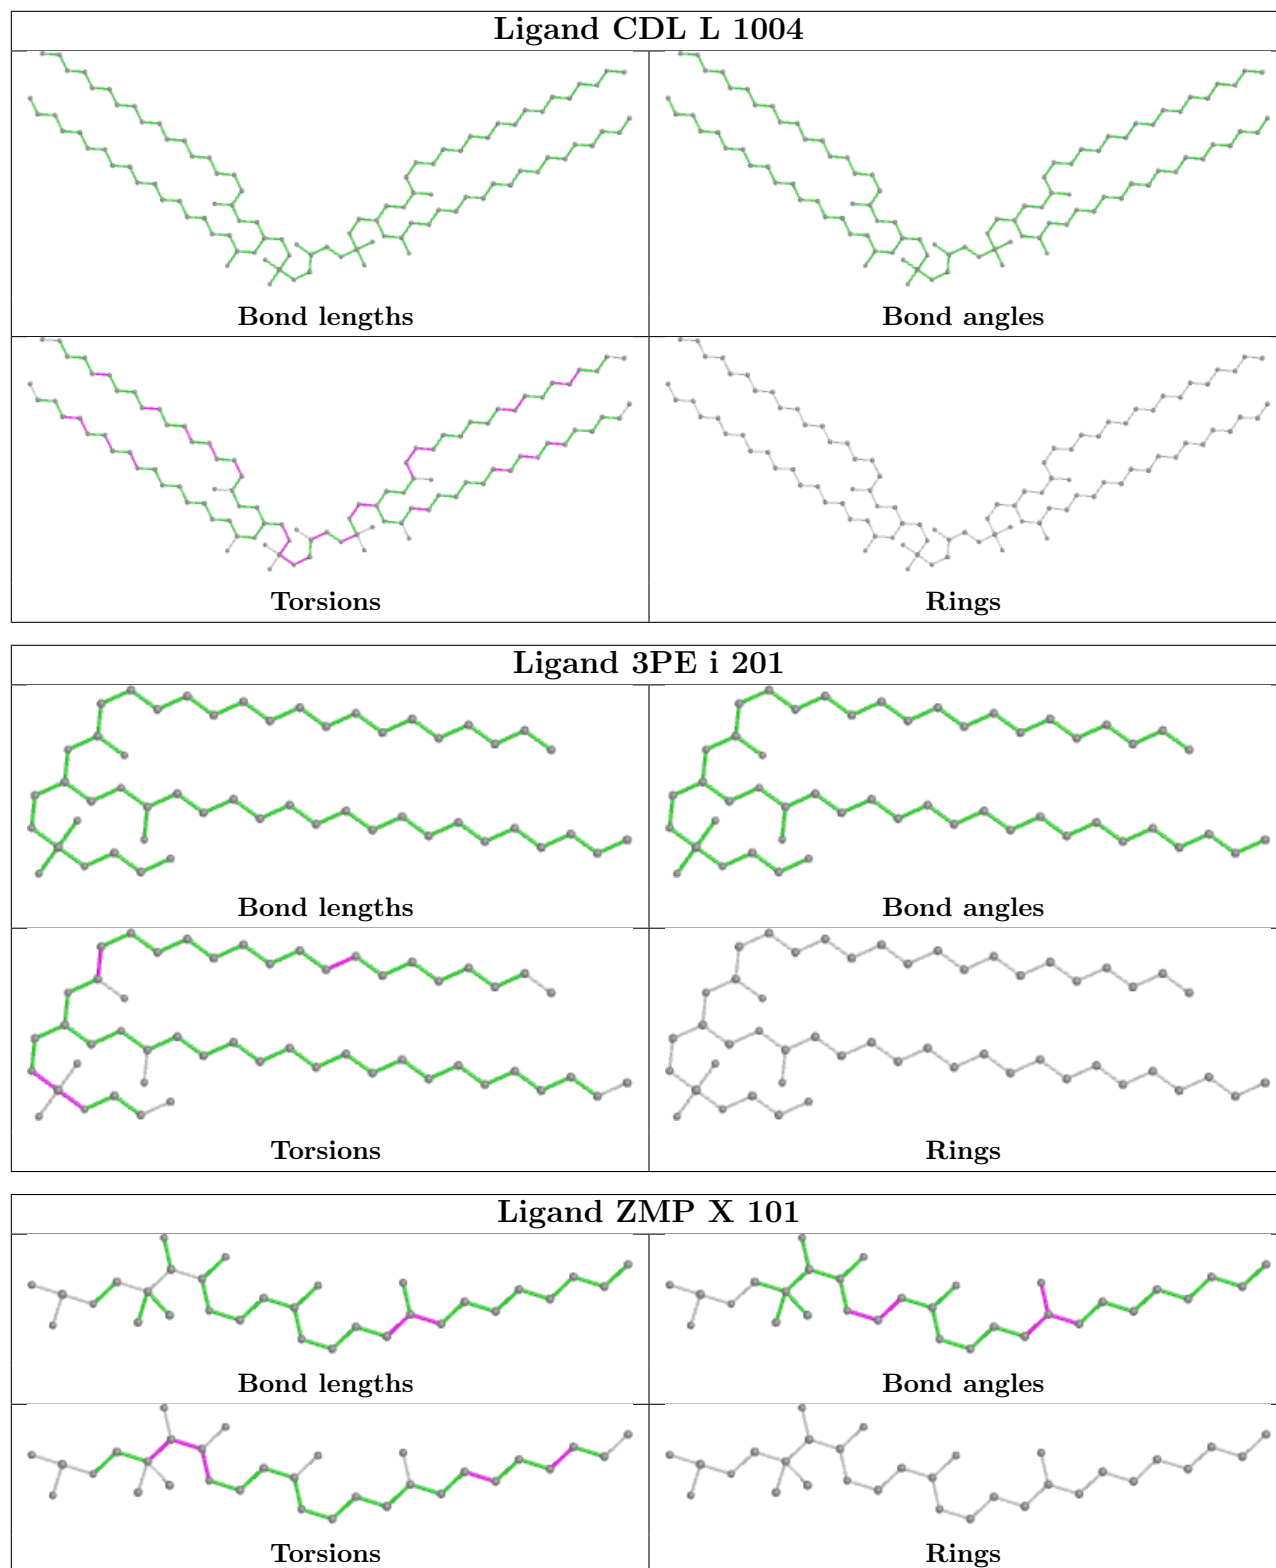 Ligand CDL L 1004
Bond lengths
Bond angles
Torsions
Rings
Ligand 3PE i 201
Bond lengths
Bond angles
Torsions
Rings
Ligand ZMP X 101
Bond lengths
Bond angles
Torsions
Rings